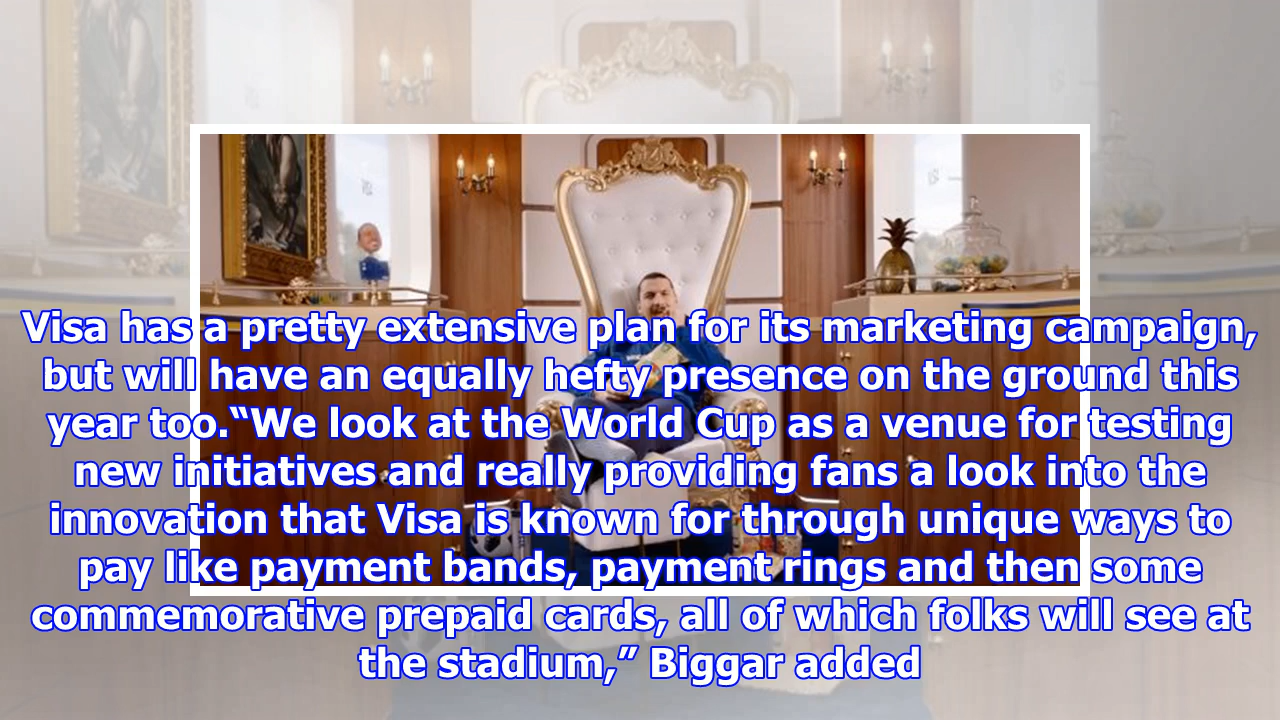 Visa has a pretty extensive plan for its marketing campaign,
but will have an equally hefty presence on the ground this
year too.“We look at the World Cup as a venue for testing
new initiatives and really providing fans a look into the
innovation that Visa is known for through unique ways to
pay like payment bands, payment rings and then some
commemorative prepaid cards, all of which folks will see at
the stadium,” Biggar added